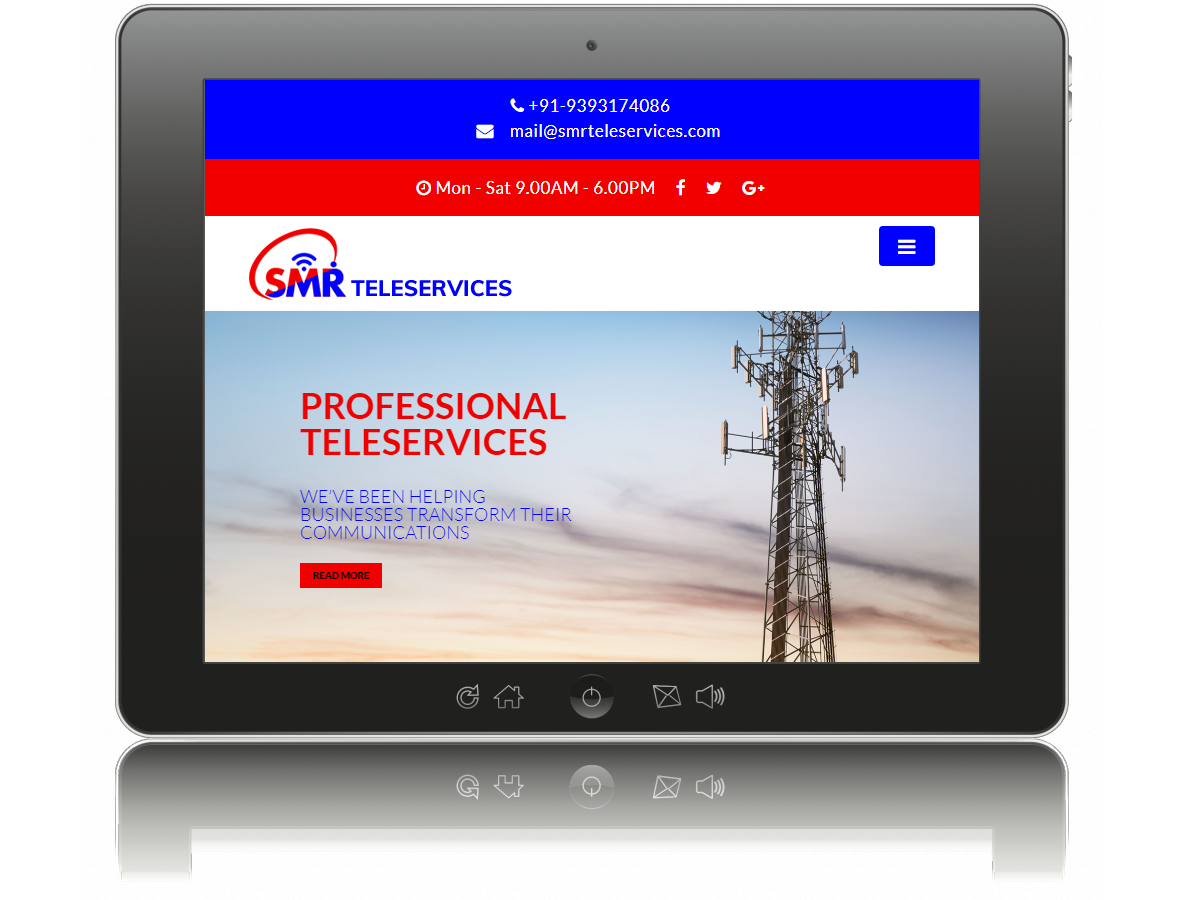 +91-9393174086
mail@smrteleservices.com
Mon - Sat 9.00AM - 6.00PM
SMR TELESERVICES
PROFESSIONAL
TELESERVICES
WE'VE BEEN HELPING
BUSINESSES TRANSFORM THEIR
COMMUNICATIONS
READ MORE